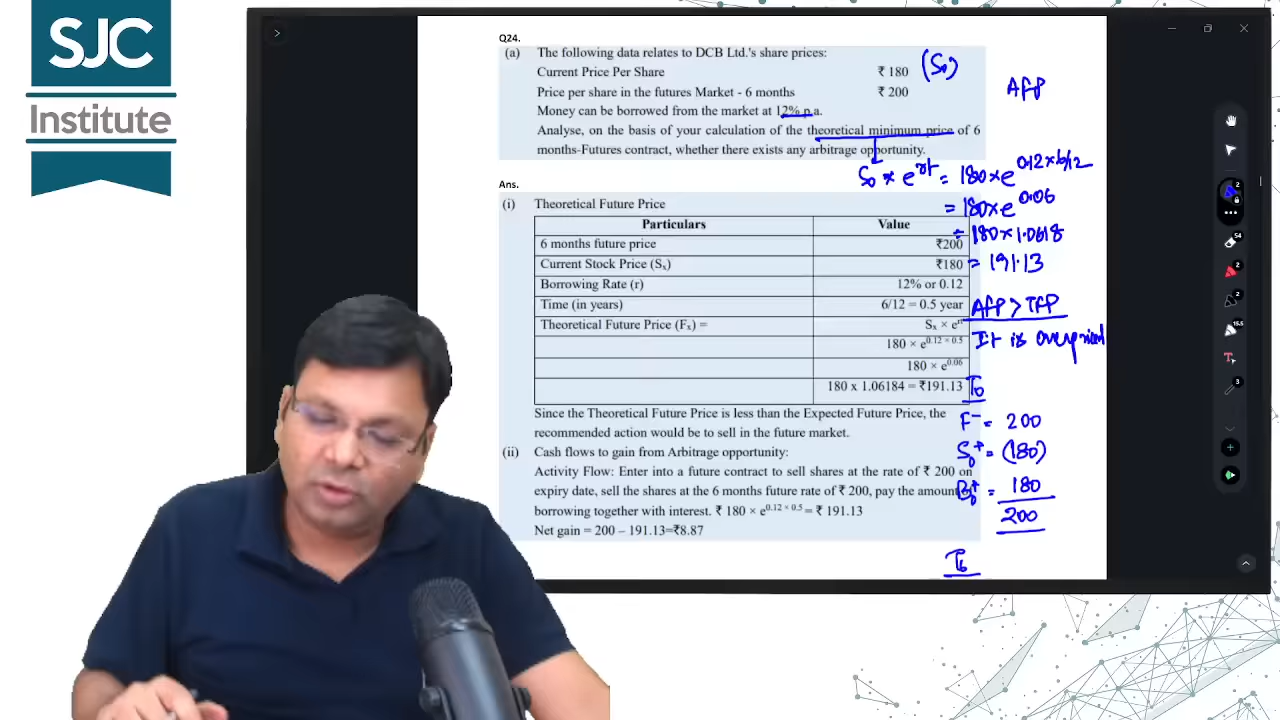 SJC
Institute
Q24.
(a) The following data relates to DCB Ltd.'s share prices:
Current Price Per Share ₹ 180 (S₀)
Price per share in the futures Market - 6 months ₹ 200
AFP
Money can be borrowed from the market at 12% p.a.
Analyse, on the basis of your calculation of the theoretical minimum price of 6
months-Futures contract, whether there exists any arbitrage opportunity.
S₀ × e^rt = 180 × e^0.12×6/12
= 180 × e^0.06
= 180 × 1.0618
= 191.13
Ans.
(i) Theoretical Future Price
Particulars Value
6 months future price ₹200
Current Stock Price (Sₓ) ₹180
Borrowing Rate (r) 12% or 0.12
Time (in years) 6/12 = 0.5 year
Theoretical Future Price (Fₓ) = Sₓ × e^rt
180 × e^0.12 × 0.5
180 × e^0.06
180 x 1.06184 = ₹191.13
AFP > TFP
It is overpriced
Since the Theoretical Future Price is less than the Expected Future Price, the
recommended action would be to sell in the future market.
(ii) Cash flows to gain from Arbitrage opportunity:
Activity Flow: Enter into a future contract to sell shares at the rate of ₹ 200 on
expiry date, sell the shares at the 6 months future rate of ₹ 200, pay the amount
borrowing together with interest. ₹ 180 × e^0.12 × 0.5 = ₹ 191.13
Net gain = 200 – 191.13=₹8.87
T₀
F⁻ = 200
S₀⁺ = (180)
B₀⁺ = 180
200
T₆